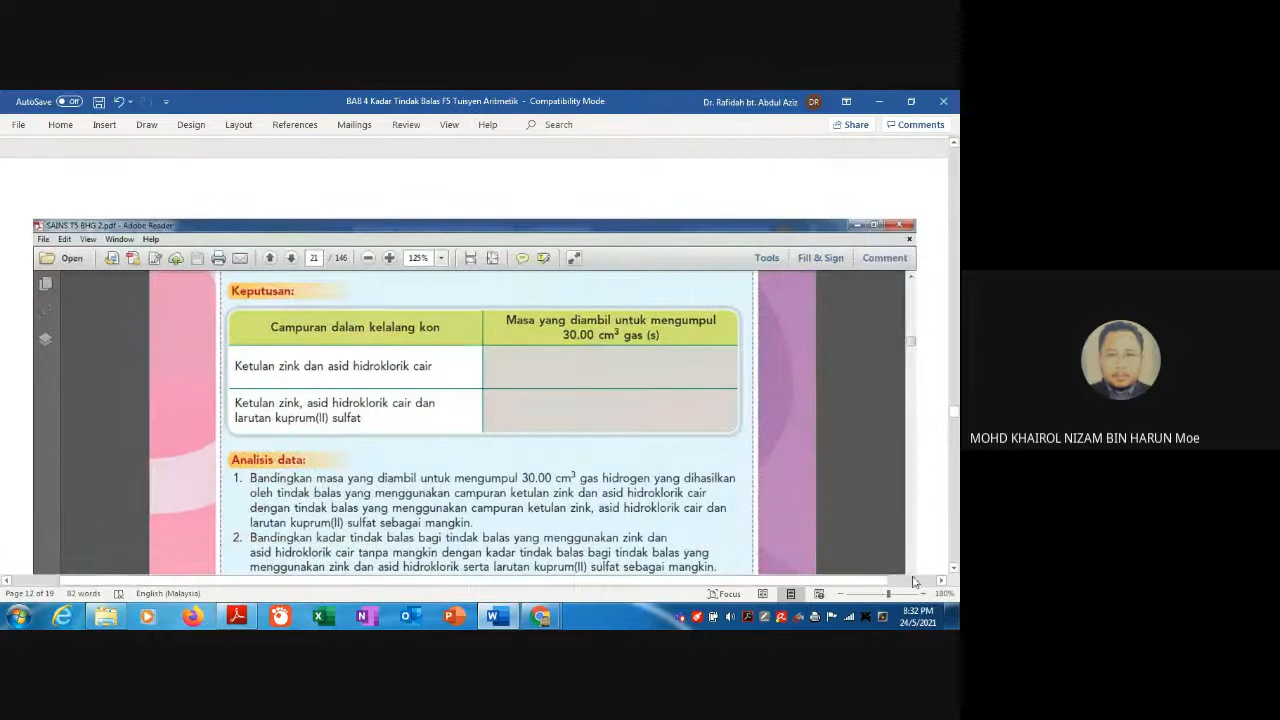 AutoSave Off
BAB 4 Kadar Tindak Balas F5 Tuisyen Aritmetik - Compatibility Mode
Dr. Rafidah bt. Abdul Aziz DR
File Home Insert Draw Design Layout References Mailings Review View Help Search
Share Comments
SAINS T5 BHG 2.pdf - Adobe Reader
File Edit View Window Help
Open 21 / 146 125% Tools Fill & Sign Comment
Keputusan:
Campuran dalam kelalang kon
Masa yang diambil untuk mengumpul
30.00 cm³ gas (s)
Ketulan zink dan asid hidroklorik cair
Ketulan zink, asid hidroklorik cair dan
larutan kuprum(II) sulfat
Analisis data:
1. Bandingkan masa yang diambil untuk mengumpul 30.00 cm³ gas hidrogen yang dihasilkan
oleh tindak balas yang menggunakan campuran ketulan zink dan asid hidroklorik cair
dengan tindak balas yang menggunakan campuran ketulan zink, asid hidroklorik cair dan
larutan kuprum(II) sulfat sebagai mangkin.
2. Bandingkan kadar tindak balas bagi tindak balas yang menggunakan zink dan
asid hidroklorik cair tanpa mangkin dengan kadar tindak balas bagi tindak balas yang
menggunakan zink dan asid hidroklorik serta larutan kuprum(II) sulfat sebagai mangkin.
MOHD KHAIROL NIZAM BIN HARUN Moe
Page 12 of 19 82 words English (Malaysia) Focus 180%
8:32 PM
24/5/2021